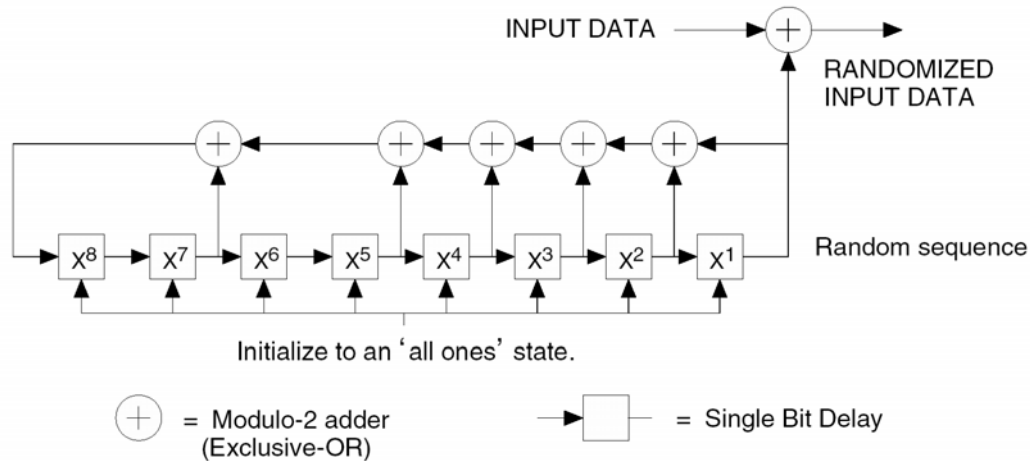 INPUT DATA
RANDOMIZED
INPUT DATA
X⁸ X⁷ X⁶ X⁵ X⁴ X³ X² X¹
Random sequence
Initialize to an ‘all ones’ state.
= Modulo-2 adder
(Exclusive-OR)
= Single Bit Delay